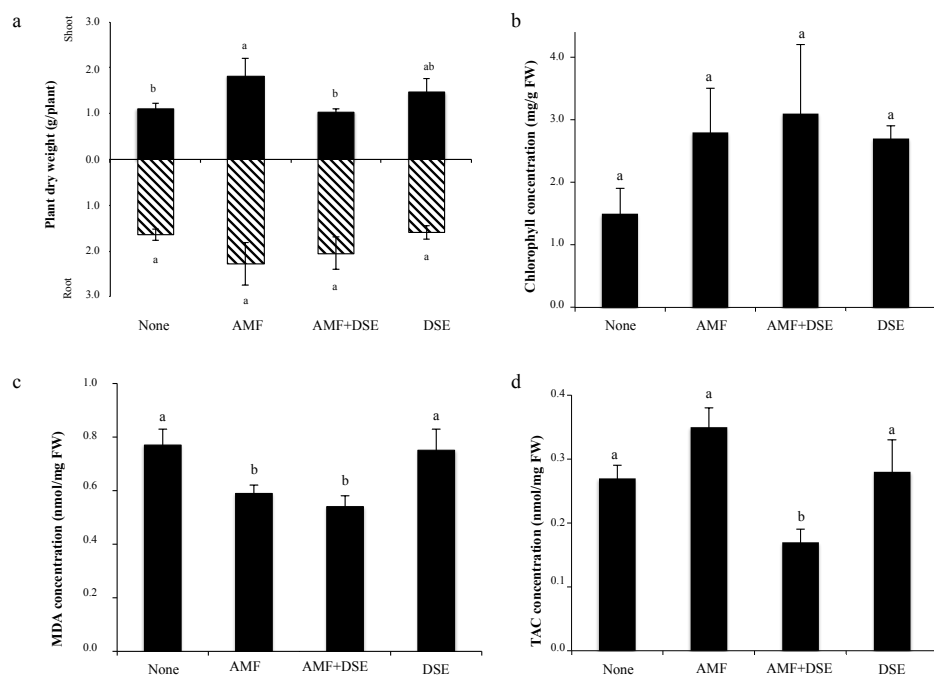 a
Shoot
Plant dry weight (g/plant)
Root
3.0
2.0
1.0
0.0
1.0
2.0
3.0
b
a
b
ab
a
a
a
a
None
AMF
AMF+DSE
DSE
b
Chlorophyll concentration (mg/g FW)
4.0
3.0
2.0
1.0
0.0
a
a
a
a
None
AMF
AMF+DSE
DSE
c
MDA concentration (nmol/mg FW)
1.0
0.8
0.6
0.4
0.2
0.0
a
b
b
a
None
AMF
AMF+DSE
DSE
d
TAC concentration (nmol/mg FW)
0.4
0.3
0.2
0.1
0.0
a
a
b
a
None
AMF
AMF+DSE
DSE